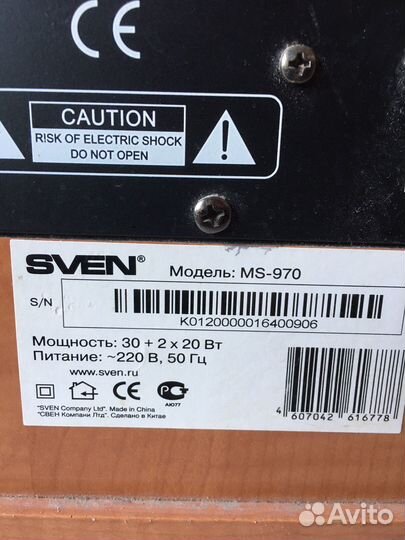 CE
CAUTION
RISK OF ELECTRIC SHOCK
DO NOT OPEN
SVEN® Модель: MS-970
S/N
K0120000016400906
Мощность: 30 + 2 x 20 Вт
Питание: ~220 В, 50 Гц
www.sven.ru
CE
АЮ77
"SVEN Company Ltd". Made in China
"СВЕН Компани Лтд". Сделано в Китае
4 607042 616778
Avito